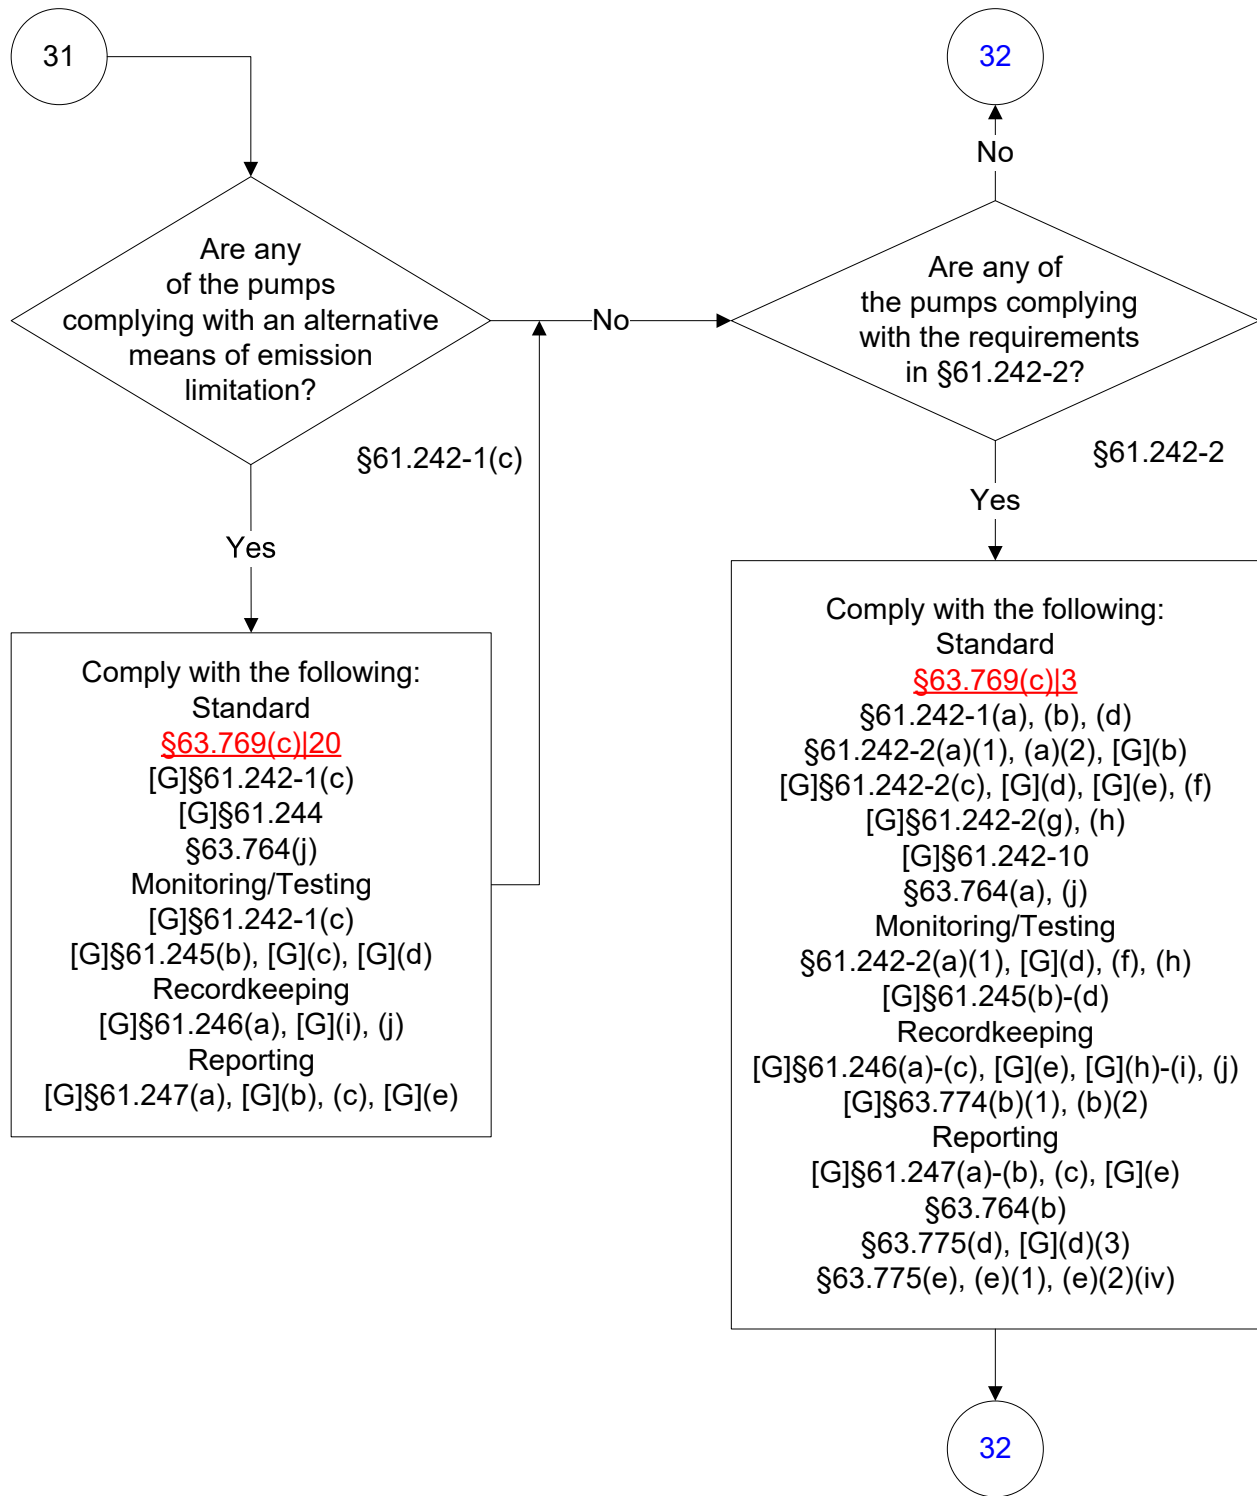 31
Are any
of the pumps
complying with an alternative
means of emission
limitation?
§61.242-1(c)
No
Yes
Comply with the following:
Standard
§63.769(c)|20
[G]§61.242-1(c)
[G]§61.244
§63.764(j)
Monitoring/Testing
[G]§61.242-1(c)
[G]§61.245(b), [G](c), [G](d)
Recordkeeping
[G]§61.246(a), [G](i), (j)
Reporting
[G]§61.247(a), [G](b), (c), [G](e)
32
No
Are any of
the pumps complying
with the requirements
in §61.242-2?
§61.242-2
Yes
Comply with the following:
Standard
§63.769(c)|3
§61.242-1(a), (b), (d)
§61.242-2(a)(1), (a)(2), [G](b)
[G]§61.242-2(c), [G](d), [G](e), (f)
[G]§61.242-2(g), (h)
[G]§61.242-10
§63.764(a), (j)
Monitoring/Testing
§61.242-2(a)(1), [G](d), (f), (h)
[G]§61.245(b)-(d)
Recordkeeping
[G]§61.246(a)-(c), [G](e), [G](h)-(i), (j)
[G]§63.774(b)(1), (b)(2)
Reporting
[G]§61.247(a)-(b), (c), [G](e)
§63.764(b)
§63.775(d), [G](d)(3)
§63.775(e), (e)(1), (e)(2)(iv)
32